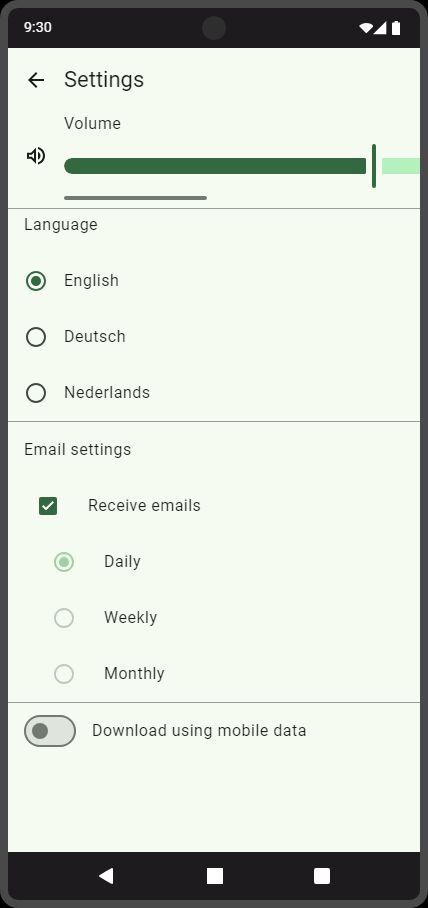 9:30
Settings
Volume
Language
English
Deutsch
Nederlands
Email settings
Receive emails
Daily
Weekly
Monthly
Download using mobile data